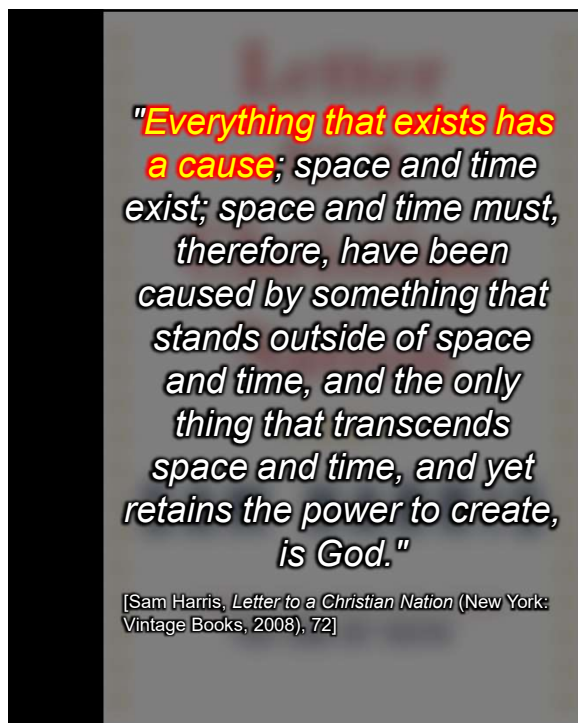 "Everything that exists has
a cause; space and time
exist; space and time must,
therefore, have been
caused by something that
stands outside of space
and time, and the only
thing that transcends
space and time, and yet
retains the power to create,
is God."
[Sam Harris, Letter to a Christian Nation (New York:
Vintage Books, 2008), 72]